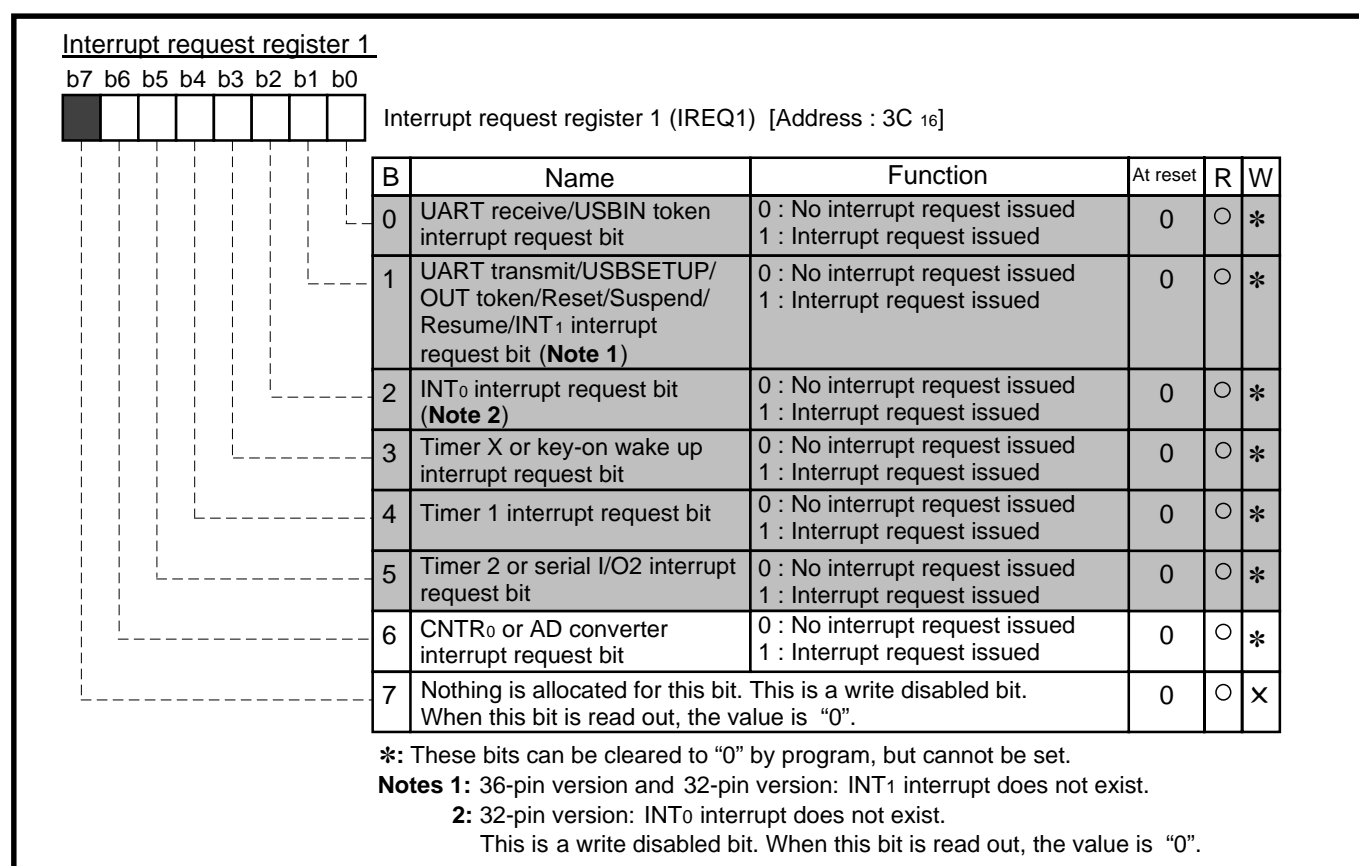 Interrupt request register 1
b7 b6 b5 b4 b3 b2 b1 b0
Interrupt request register 1 (IREQ1) [Address : 3C 16]
B Name Function At reset R W
0 UART receive/USBIN token interrupt request bit 0 : No interrupt request issued 0 ○ ✻
1 : Interrupt request issued
1 UART transmit/USBSETUP/ 0 : No interrupt request issued 0 ○ ✻
OUT token/Reset/Suspend/ 1 : Interrupt request issued
Resume/INT1 interrupt
request bit (Note 1)
2 INT0 interrupt request bit 0 : No interrupt request issued 0 ○ ✻
(Note 2) 1 : Interrupt request issued
3 Timer X or key-on wake up 0 : No interrupt request issued 0 ○ ✻
interrupt request bit 1 : Interrupt request issued
4 Timer 1 interrupt request bit 0 : No interrupt request issued 0 ○ ✻
1 : Interrupt request issued
5 Timer 2 or serial I/O2 interrupt 0 : No interrupt request issued 0 ○ ✻
request bit 1 : Interrupt request issued
6 CNTR0 or AD converter 0 : No interrupt request issued 0 ○ ✻
interrupt request bit 1 : Interrupt request issued
7 Nothing is allocated for this bit. This is a write disabled bit. 0 ○ ×
When this bit is read out, the value is “0”.
✻: These bits can be cleared to “0” by program, but cannot be set.
Notes 1: 36-pin version and 32-pin version: INT1 interrupt does not exist.
2: 32-pin version: INT0 interrupt does not exist.
This is a write disabled bit. When this bit is read out, the value is “0”.